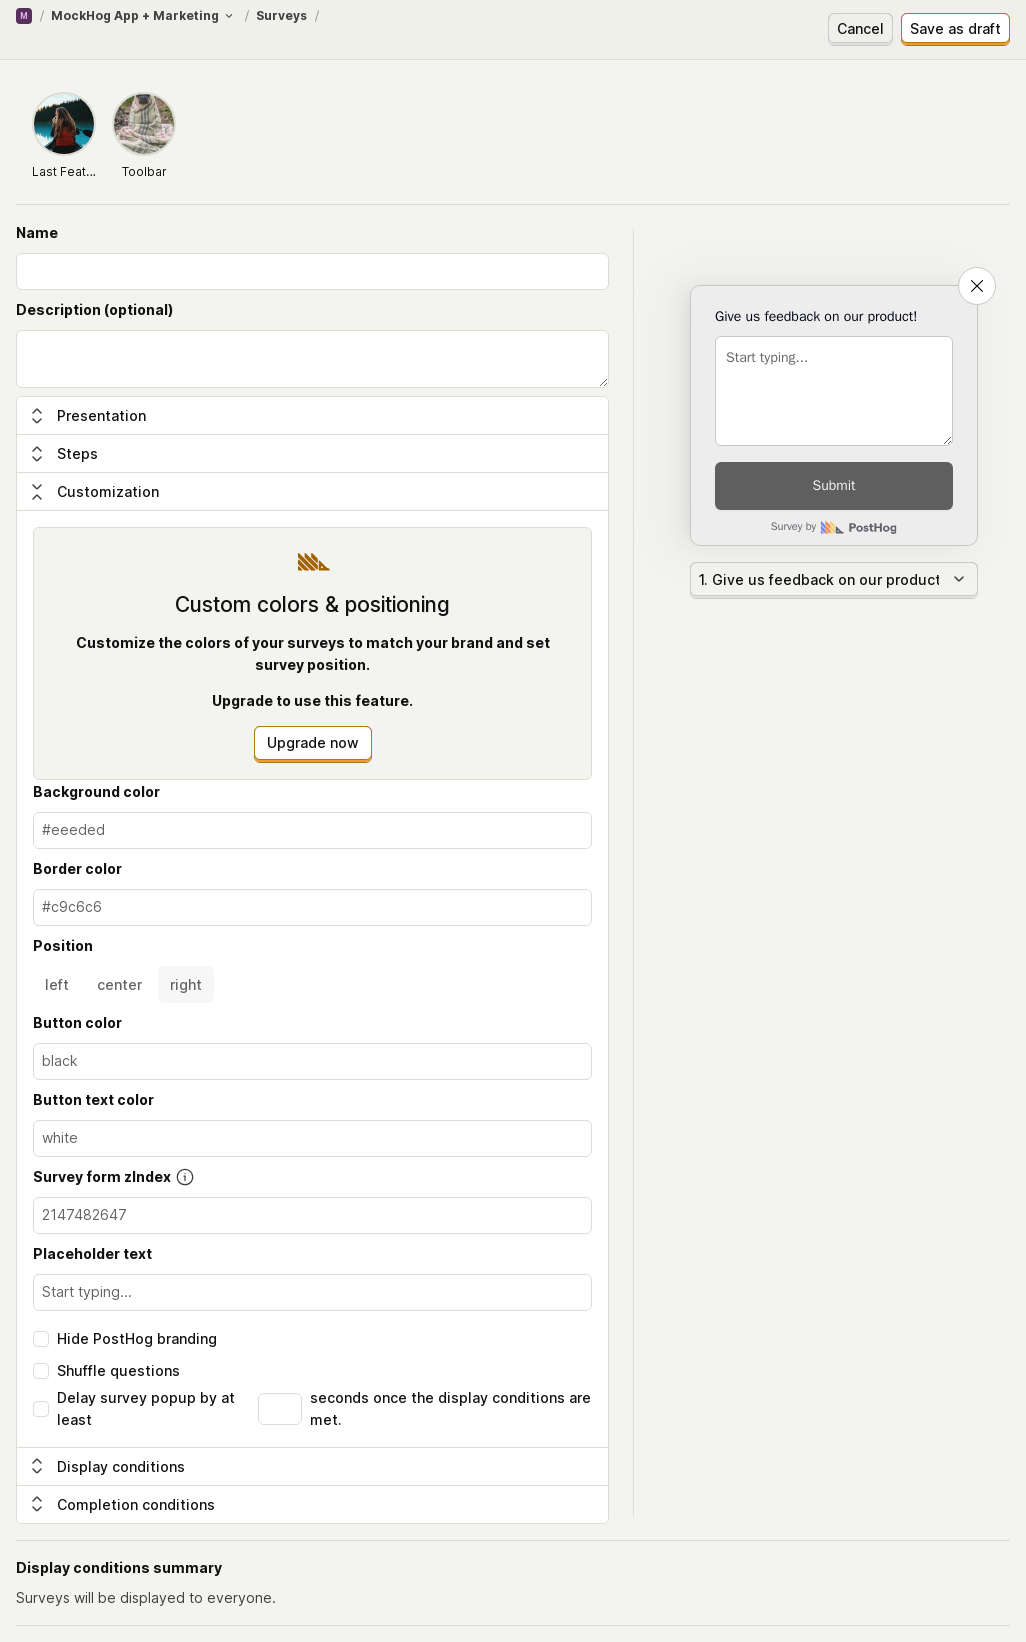 M / MockHog App + Marketing / Surveys /
Cancel
Save as draft
Last Feat...
Toolbar
Name
Description (optional)
Presentation
Steps
Customization
Custom colors & positioning
Customize the colors of your surveys to match your brand and set
survey position.
Upgrade to use this feature.
Upgrade now
Background color
#eeeded
Border color
#c9c6c6
Position
left center right
Button color
black
Button text color
white
Survey form zIndex
2147482647
Placeholder text
Start typing...
Hide PostHog branding
Shuffle questions
Delay survey popup by at
least
seconds once the display conditions are
met.
Display conditions
Completion conditions
Give us feedback on our product!
Start typing...
Submit
Survey by PostHog
1. Give us feedback on our product
Display conditions summary
Surveys will be displayed to everyone.